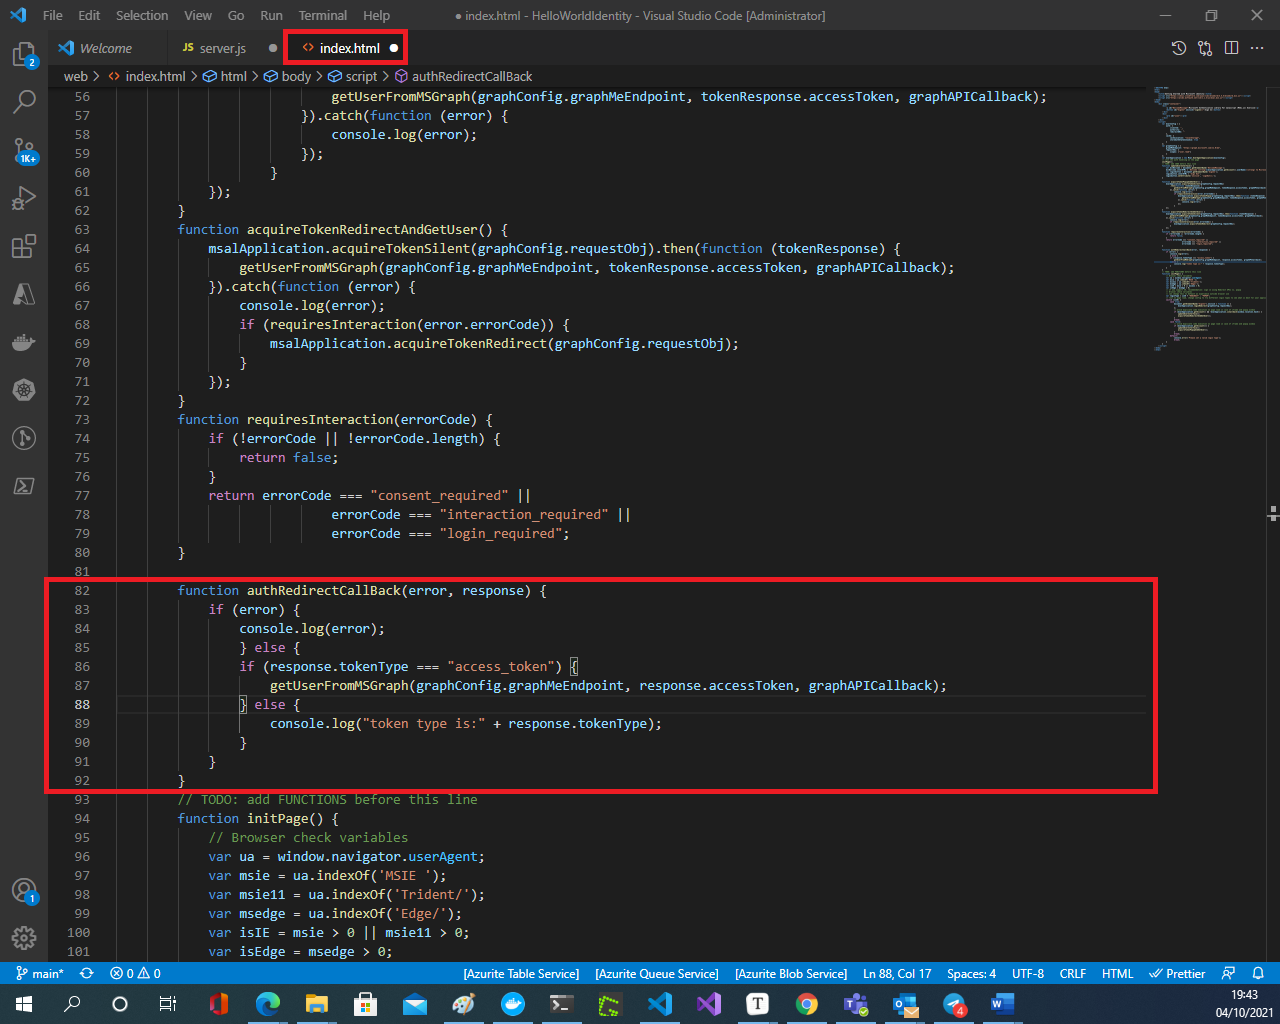 File Edit Selection View Go Run Terminal Help ● index.html - HelloWorldIdentity - Visual Studio Code [Administrator]
Welcome JS server.js ● <> index.html ●
web > <> index.html > html > body > script > authRedirectCallBack
56 getUserFromMSGraph(graphConfig.graphMeEndpoint, tokenResponse.accessToken, graphAPICallback);
57 }).catch(function (error) {
58 console.log(error);
59 });
60 }
61 });
62 }
63 function acquireTokenRedirectAndGetUser() {
64 msalApplication.acquireTokenSilent(graphConfig.requestObj).then(function (tokenResponse) {
65 getUserFromMSGraph(graphConfig.graphMeEndpoint, tokenResponse.accessToken, graphAPICallback);
66 }).catch(function (error) {
67 console.log(error);
68 if (requiresInteraction(error.errorCode)) {
69 msalApplication.acquireTokenRedirect(graphConfig.requestObj);
70 }
71 });
72 }
73 function requiresInteraction(errorCode) {
74 if (!errorCode || !errorCode.length) {
75 return false;
76 }
77 return errorCode === "consent_required" ||
78 errorCode === "interaction_required" ||
79 errorCode === "login_required";
80 }
81
82 function authRedirectCallBack(error, response) {
83 if (error) {
84 console.log(error);
85 } else {
86 if (response.tokenType === "access_token") {
87 getUserFromMSGraph(graphConfig.graphMeEndpoint, response.accessToken, graphAPICallback);
88 } else {
89 console.log("token type is:" + response.tokenType);
90 }
91 }
92 }
93 // TODO: add FUNCTIONS before this line
94 function initPage() {
95 // Browser check variables
96 var ua = window.navigator.userAgent;
97 var msie = ua.indexOf('MSIE ');
98 var msie11 = ua.indexOf('Trident/');
99 var msedge = ua.indexOf('Edge/');
100 var isIE = msie > 0 || msie11 > 0;
101 var isEdge = msedge > 0;
2
1K+
1
main* 0 0 [Azurite Table Service] [Azurite Queue Service] [Azurite Blob Service] Ln 88, Col 17 Spaces: 4 UTF-8 CRLF HTML Prettier
T 4 W
19:43
04/10/2021